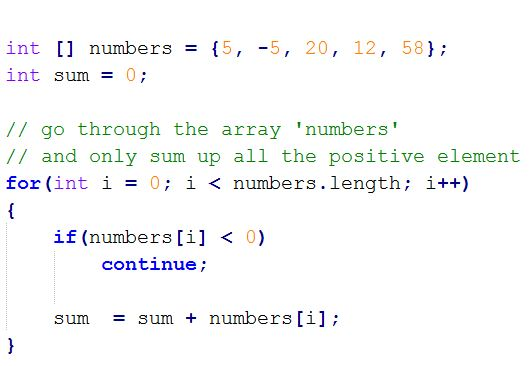 int [] numbers = {5, -5, 20, 12, 58};
int sum = 0;
// go through the array 'numbers'
// and only sum up all the positive element
for(int i = 0; i < numbers.length; i++)
{
if(numbers[i] < 0)
continue;
sum  = sum + numbers[i];
}